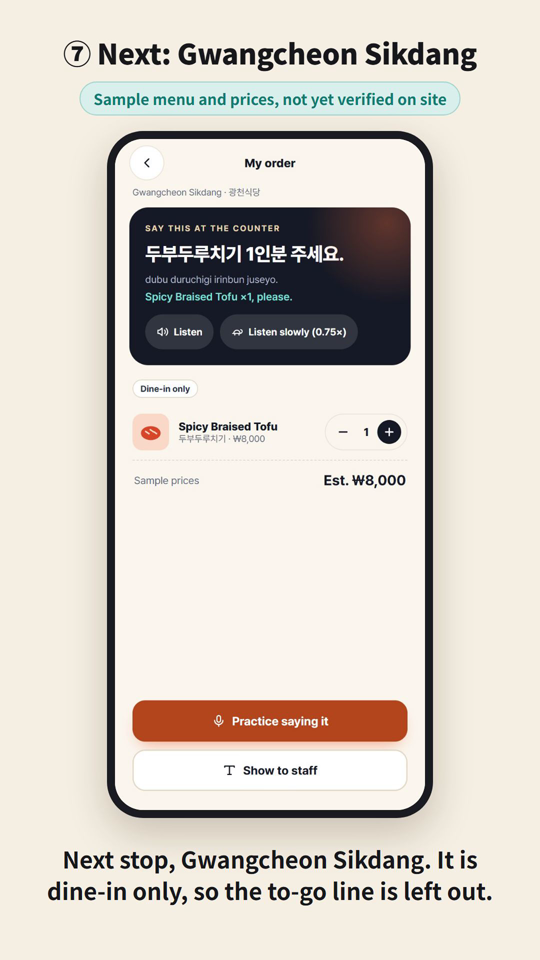 ⑦ Next: Gwangcheon Sikdang
Sample menu and prices, not yet verified on site
My order
Gwangcheon Sikdang · 광천식당
SAY THIS AT THE COUNTER
두부두루치기 1인분 주세요.
dubu duruchigi irinbun juseyo.
Spicy Braised Tofu ×1, please.
Listen
Listen slowly (0.75×)
Dine-in only
Spicy Braised Tofu
두부두루치기 · ₩8,000
− 1 +
Sample prices
Est. ₩8,000
Practice saying it
Show to staff
Next stop, Gwangcheon Sikdang. It is
dine-in only, so the to-go line is left out.